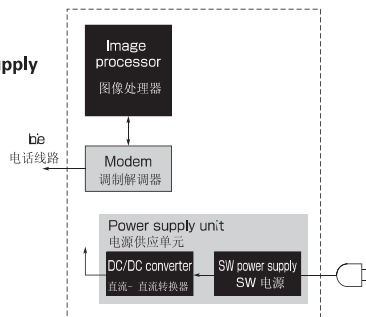 Image
processor
图像处理器
pply
电话线路
Modem
调制解调器
Power supply unit
电源供应单元
DC/DC converter
直流- 直流转换器
SW power supply
SW 电源